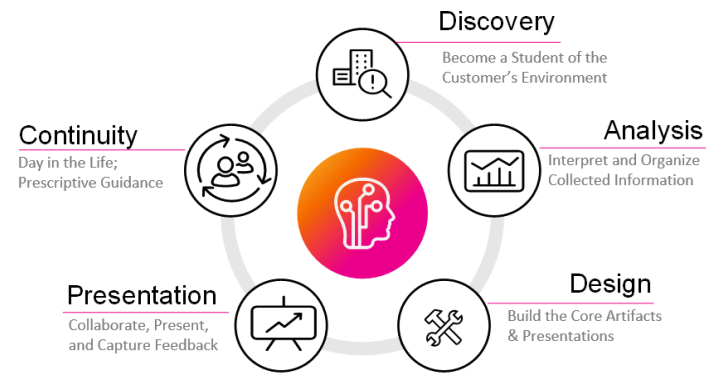 Discovery
Become a Student of the
Customer's Environment
Analysis
Interpret and Organize
Collected Information
Design
Build the Core Artifacts
& Presentations
Presentation
Collaborate, Present,
and Capture Feedback
Continuity
Day in the Life;
Prescriptive Guidance